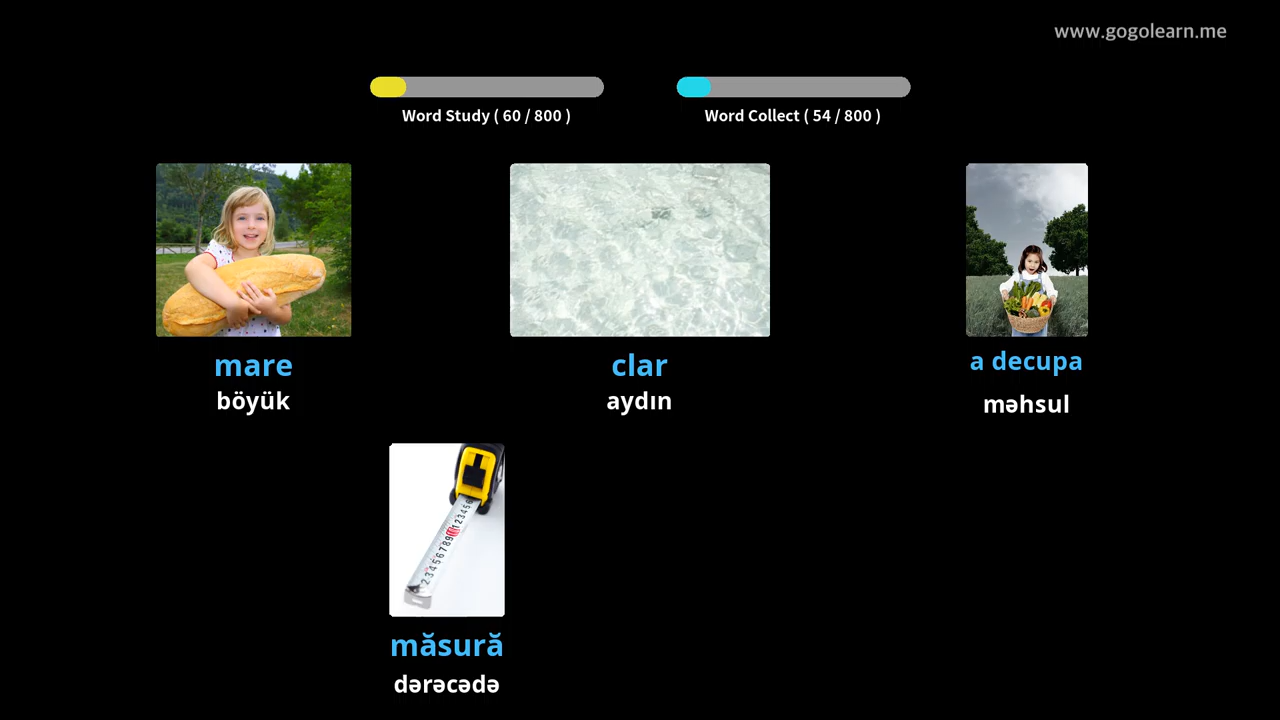 www.gogolearn.me
Word Study ( 60 / 800 )
Word Collect ( 54 / 800 )
mare
böyük
clar
aydın
a decupa
məhsul
măsură
dərəcədə